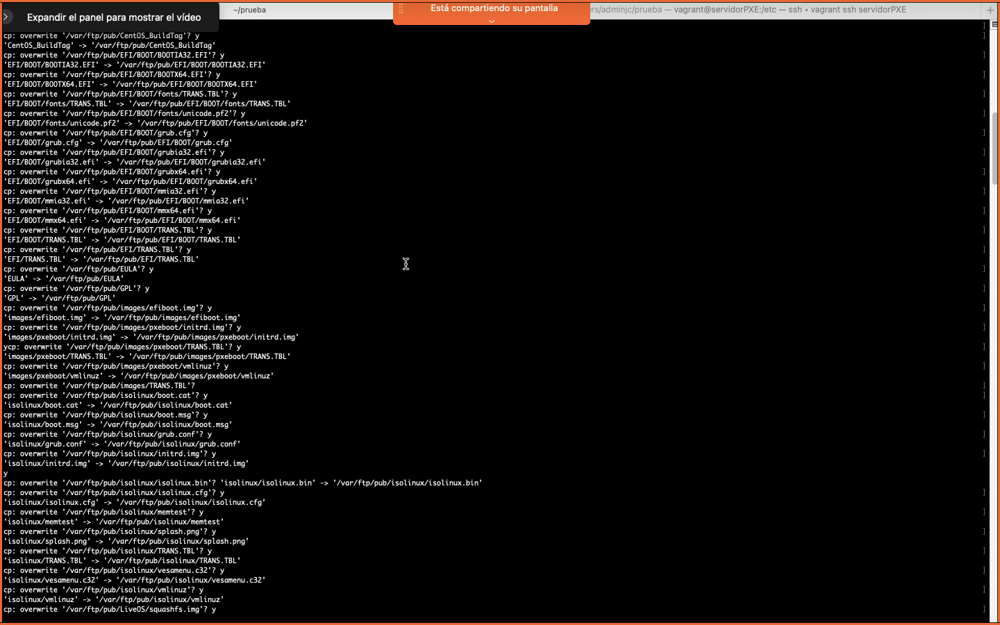 Expandir el panel para mostrar el vídeo
~/prueba
Está compartiendo su pantalla
ers/adminjc/prueba — vagrant@servidorPXE:/etc — ssh • vagrant ssh servidorPXE
cp: overwrite '/var/ftp/pub/CentOS_BuildTag'? y
'CentOS_BuildTag' -> '/var/ftp/pub/CentOS_BuildTag'
cp: overwrite '/var/ftp/pub/EFI/BOOT/BOOTIA32.EFI'? y
'EFI/BOOT/BOOTIA32.EFI' -> '/var/ftp/pub/EFI/BOOT/BOOTIA32.EFI'
cp: overwrite '/var/ftp/pub/EFI/BOOT/BOOTX64.EFI'? y
'EFI/BOOT/BOOTX64.EFI' -> '/var/ftp/pub/EFI/BOOT/BOOTX64.EFI'
cp: overwrite '/var/ftp/pub/EFI/BOOT/fonts/TRANS.TBL'? y
'EFI/BOOT/fonts/TRANS.TBL' -> '/var/ftp/pub/EFI/BOOT/fonts/TRANS.TBL'
cp: overwrite '/var/ftp/pub/EFI/BOOT/fonts/unicode.pf2'? y
'EFI/BOOT/fonts/unicode.pf2' -> '/var/ftp/pub/EFI/BOOT/fonts/unicode.pf2'
cp: overwrite '/var/ftp/pub/EFI/BOOT/grub.cfg'? y
'EFI/BOOT/grub.cfg' -> '/var/ftp/pub/EFI/BOOT/grub.cfg'
cp: overwrite '/var/ftp/pub/EFI/BOOT/grubia32.efi'? y
'EFI/BOOT/grubia32.efi' -> '/var/ftp/pub/EFI/BOOT/grubia32.efi'
cp: overwrite '/var/ftp/pub/EFI/BOOT/grubx64.efi'? y
'EFI/BOOT/grubx64.efi' -> '/var/ftp/pub/EFI/BOOT/grubx64.efi'
cp: overwrite '/var/ftp/pub/EFI/BOOT/mmia32.efi'? y
'EFI/BOOT/mmia32.efi' -> '/var/ftp/pub/EFI/BOOT/mmia32.efi'
cp: overwrite '/var/ftp/pub/EFI/BOOT/mmx64.efi'? y
'EFI/BOOT/mmx64.efi' -> '/var/ftp/pub/EFI/BOOT/mmx64.efi'
cp: overwrite '/var/ftp/pub/EFI/BOOT/TRANS.TBL'? y
'EFI/BOOT/TRANS.TBL' -> '/var/ftp/pub/EFI/BOOT/TRANS.TBL'
cp: overwrite '/var/ftp/pub/EFI/TRANS.TBL'? y
'EFI/TRANS.TBL' -> '/var/ftp/pub/EFI/TRANS.TBL'
cp: overwrite '/var/ftp/pub/EULA'? y
'EULA' -> '/var/ftp/pub/EULA'
cp: overwrite '/var/ftp/pub/GPL'? y
'GPL' -> '/var/ftp/pub/GPL'
cp: overwrite '/var/ftp/pub/images/efiboot.img'? y
'images/efiboot.img' -> '/var/ftp/pub/images/efiboot.img'
cp: overwrite '/var/ftp/pub/images/pxeboot/initrd.img'? y
'images/pxeboot/initrd.img' -> '/var/ftp/pub/images/pxeboot/initrd.img'
ycp: overwrite '/var/ftp/pub/images/pxeboot/TRANS.TBL'? y
'images/pxeboot/TRANS.TBL' -> '/var/ftp/pub/images/pxeboot/TRANS.TBL'
cp: overwrite '/var/ftp/pub/images/pxeboot/vmlinuz'? y
'images/pxeboot/vmlinuz' -> '/var/ftp/pub/images/pxeboot/vmlinuz'
cp: overwrite '/var/ftp/pub/images/TRANS.TBL'?
cp: overwrite '/var/ftp/pub/isolinux/boot.cat'? y
'isolinux/boot.cat' -> '/var/ftp/pub/isolinux/boot.cat'
cp: overwrite '/var/ftp/pub/isolinux/boot.msg'? y
'isolinux/boot.msg' -> '/var/ftp/pub/isolinux/boot.msg'
cp: overwrite '/var/ftp/pub/isolinux/grub.conf'? y
'isolinux/grub.conf' -> '/var/ftp/pub/isolinux/grub.conf'
cp: overwrite '/var/ftp/pub/isolinux/initrd.img'? y
'isolinux/initrd.img' -> '/var/ftp/pub/isolinux/initrd.img'
y
cp: overwrite '/var/ftp/pub/isolinux/isolinux.bin'? 'isolinux/isolinux.bin' -> '/var/ftp/pub/isolinux/isolinux.bin'
cp: overwrite '/var/ftp/pub/isolinux/isolinux.cfg'? y
'isolinux/isolinux.cfg' -> '/var/ftp/pub/isolinux/isolinux.cfg'
cp: overwrite '/var/ftp/pub/isolinux/memtest'? y
'isolinux/memtest' -> '/var/ftp/pub/isolinux/memtest'
cp: overwrite '/var/ftp/pub/isolinux/splash.png'? y
'isolinux/splash.png' -> '/var/ftp/pub/isolinux/splash.png'
cp: overwrite '/var/ftp/pub/isolinux/TRANS.TBL'? y
'isolinux/TRANS.TBL' -> '/var/ftp/pub/isolinux/TRANS.TBL'
cp: overwrite '/var/ftp/pub/isolinux/vesamenu.c32'? y
'isolinux/vesamenu.c32' -> '/var/ftp/pub/isolinux/vesamenu.c32'
cp: overwrite '/var/ftp/pub/isolinux/vmlinuz'? y
'isolinux/vmlinuz' -> '/var/ftp/pub/isolinux/vmlinuz'
cp: overwrite '/var/ftp/pub/LiveOS/squashfs.img'? y